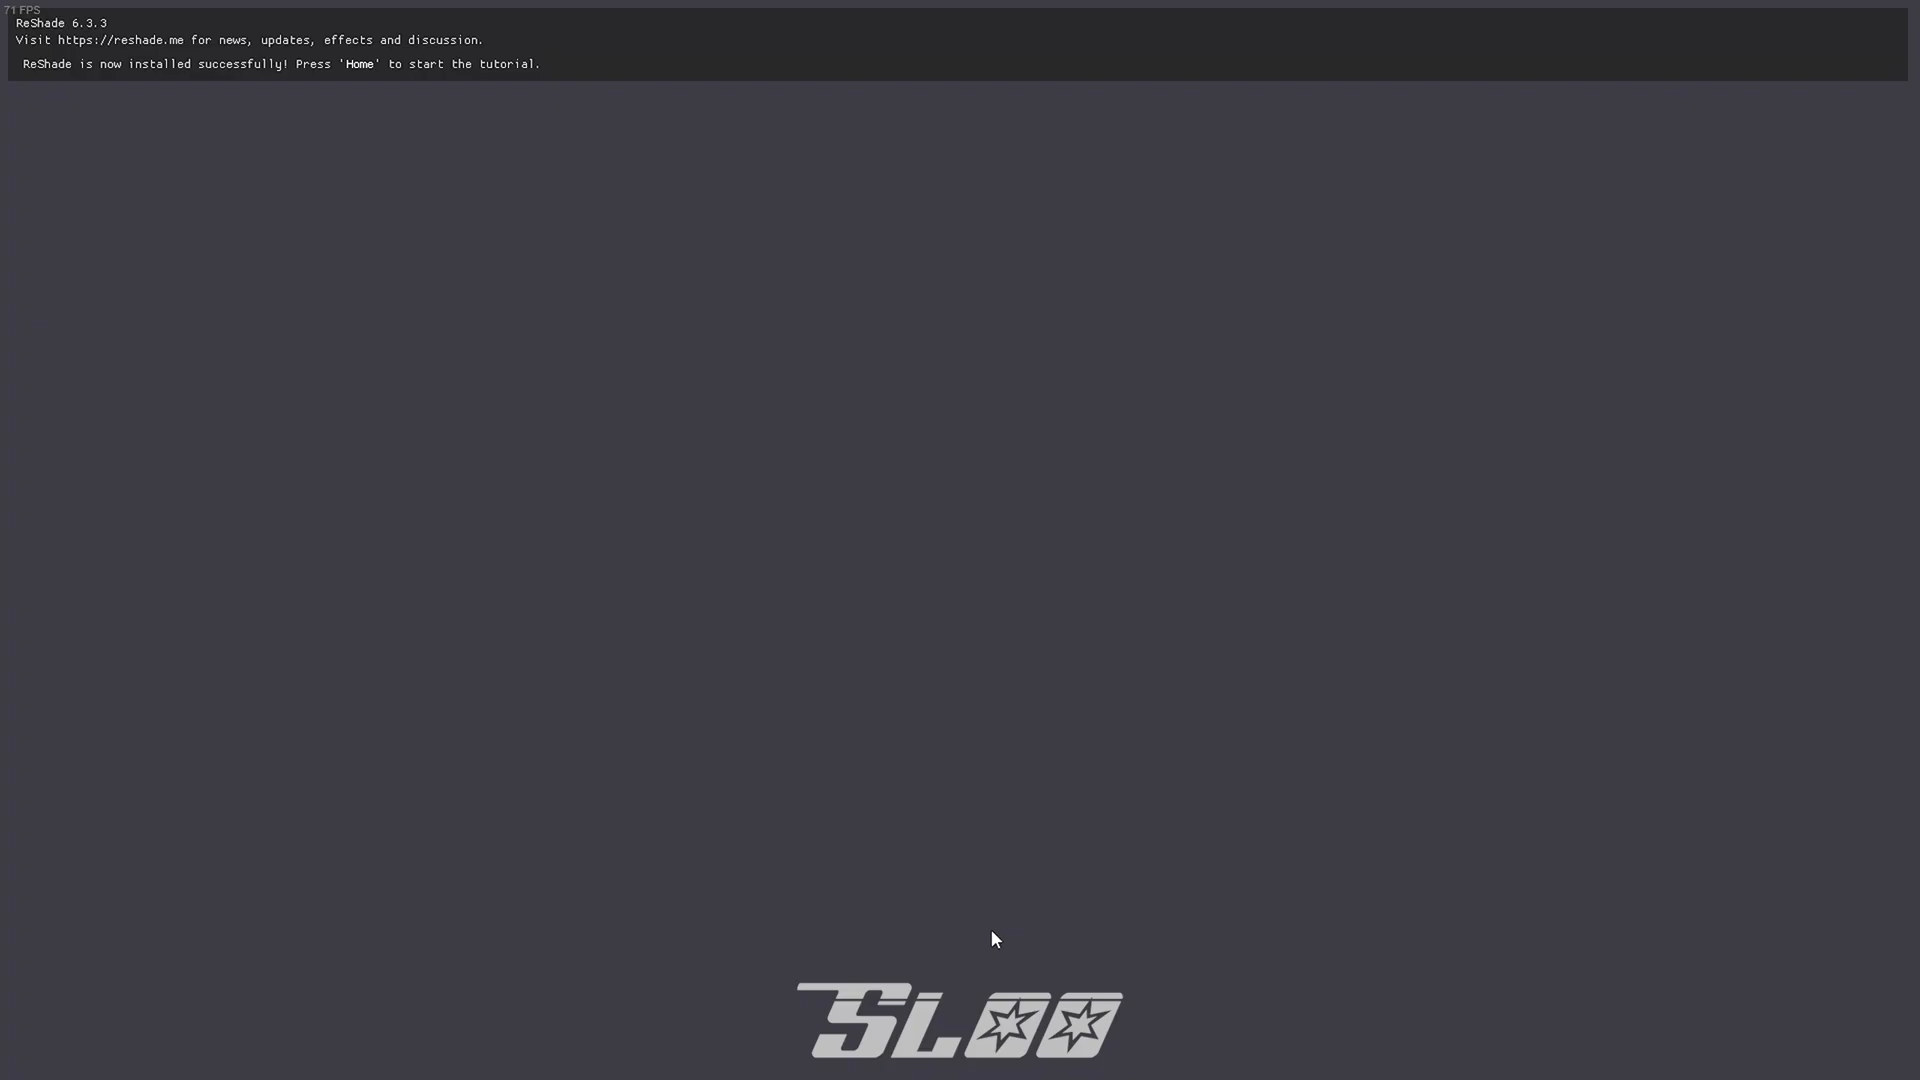 71 FPS
ReShade 6.3.3
Visit https://reshade.me for news, updates, effects and discussion.
ReShade is now installed successfully! Press 'Home' to start the tutorial.
SLOO